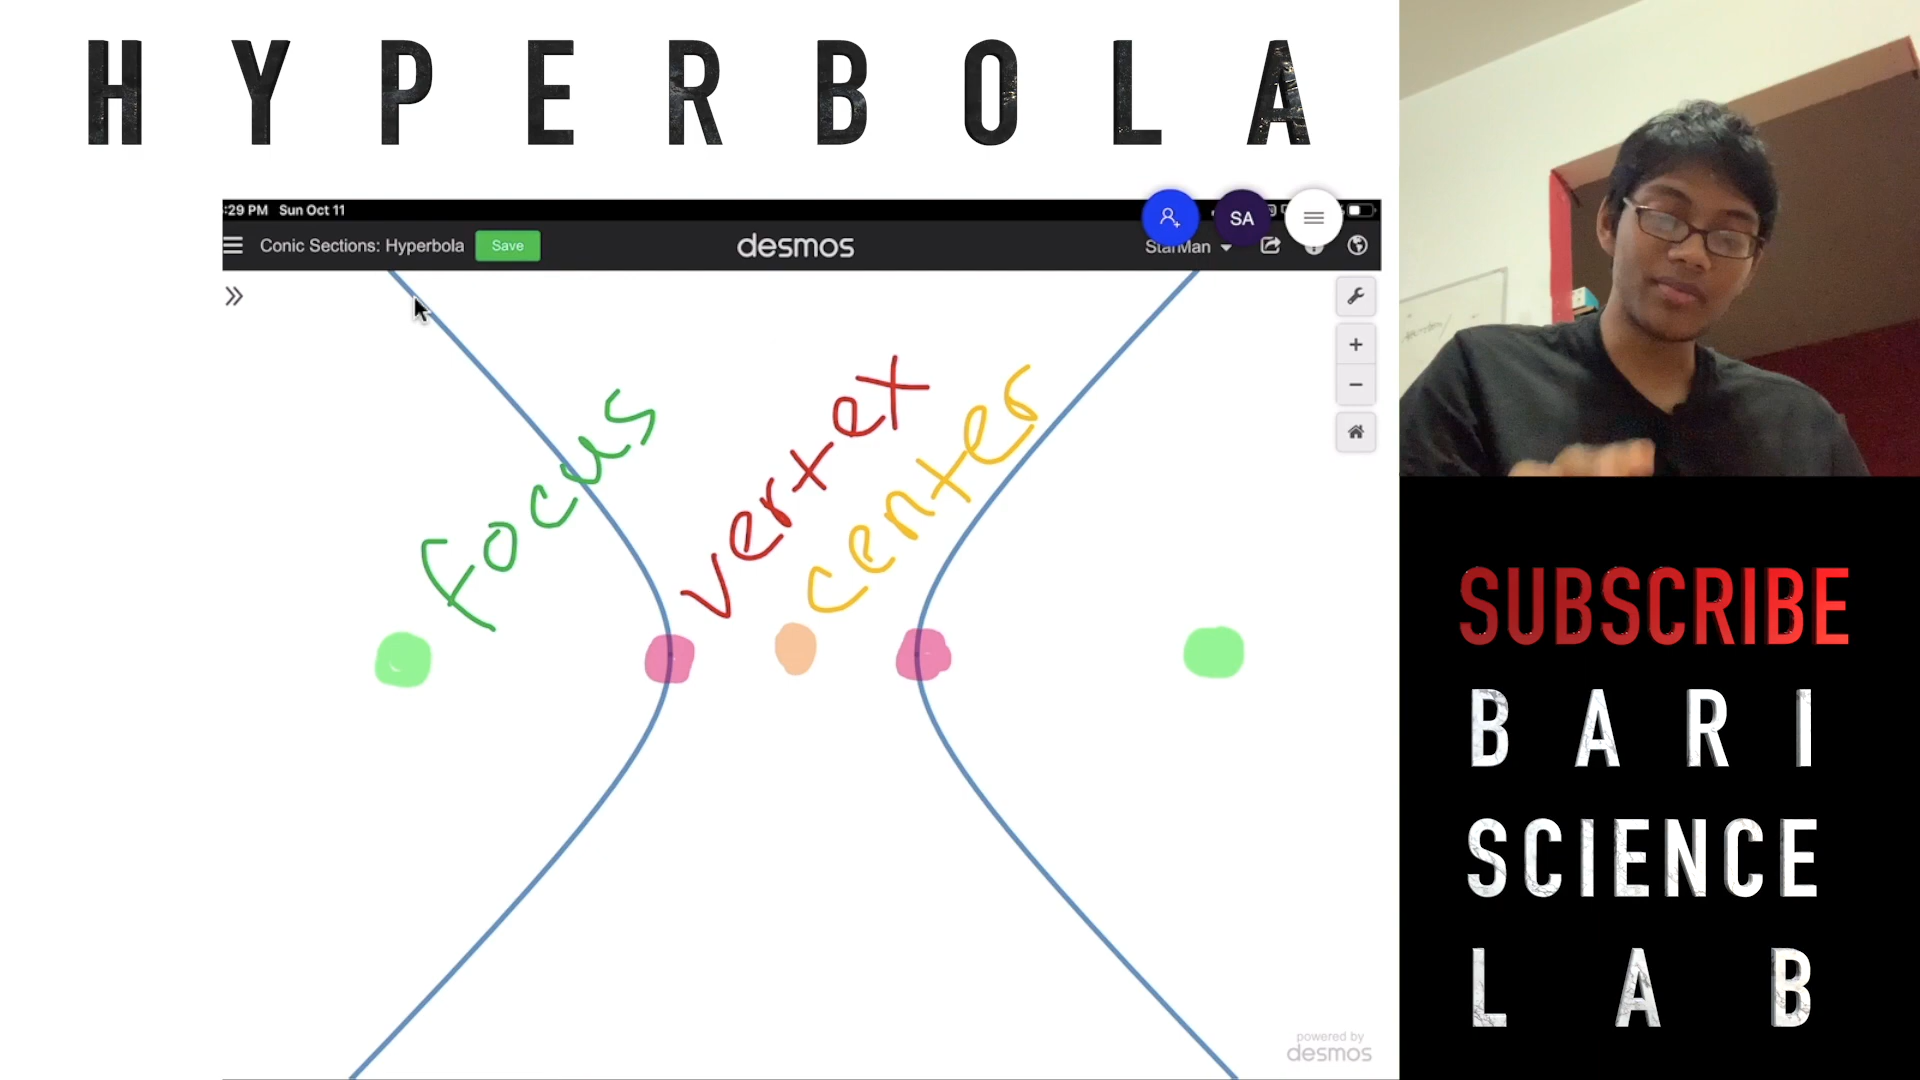 HYPERBOLA
:29 PM Sun Oct 11
SA
Conic Sections: Hyperbola Save desmos StarMan
focus
vertex
center
powered by
desmos
SUBSCRIBE
BARI
SCIENCE
LAB